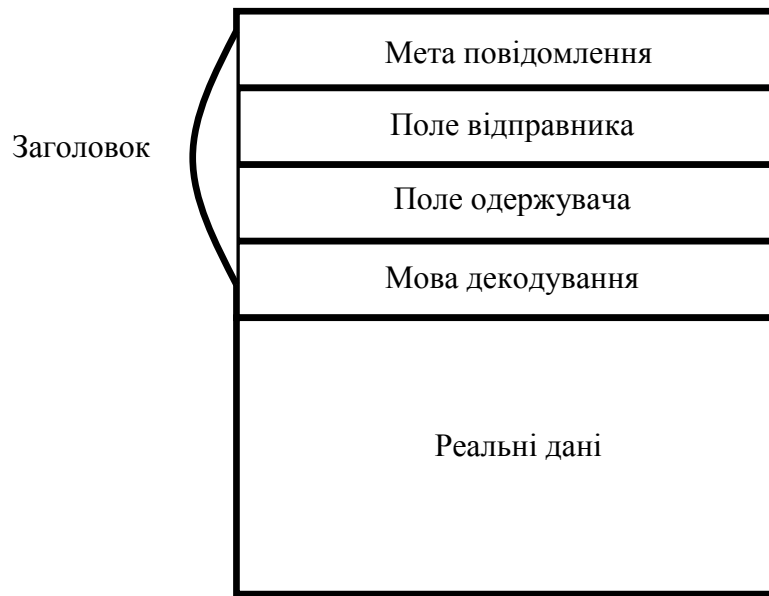 Мета повідомлення
Поле відправника
Заголовок
Поле одержувача
Мова декодування
Реальні дані